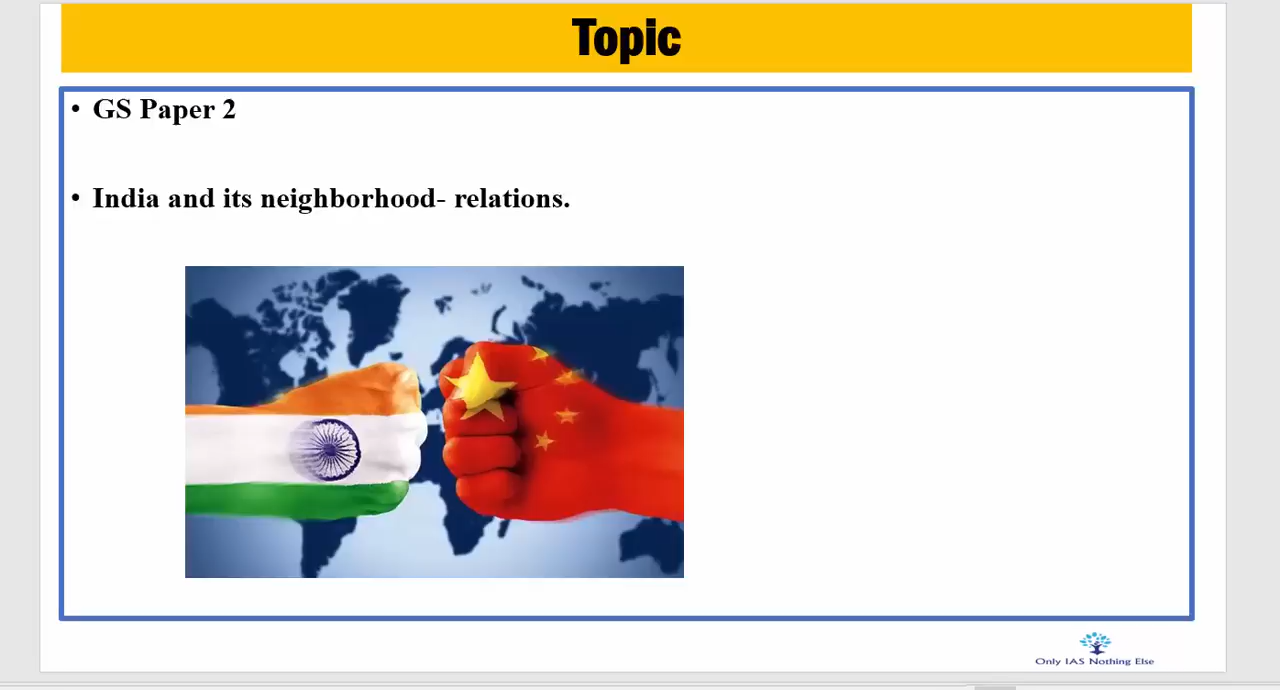 Topic
• GS Paper 2
• India and its neighborhood- relations.
Only IAS Nothing Else